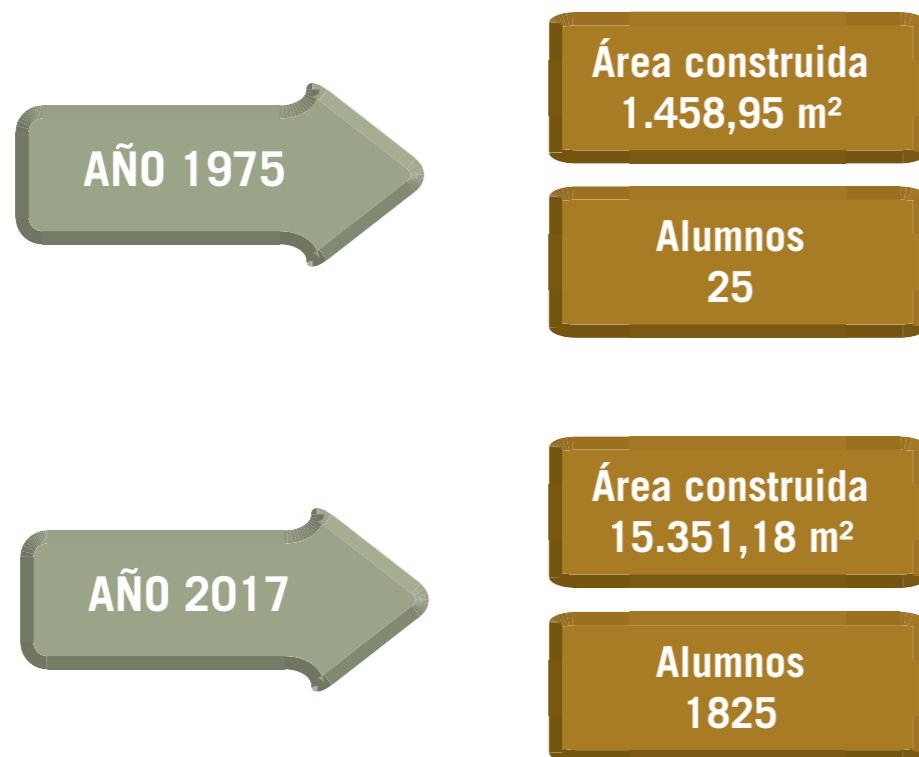 AÑO 1975
Área construida
1.458,95 m²
Alumnos
25
AÑO 2017
Área construida
15.351,18 m²
Alumnos
1825